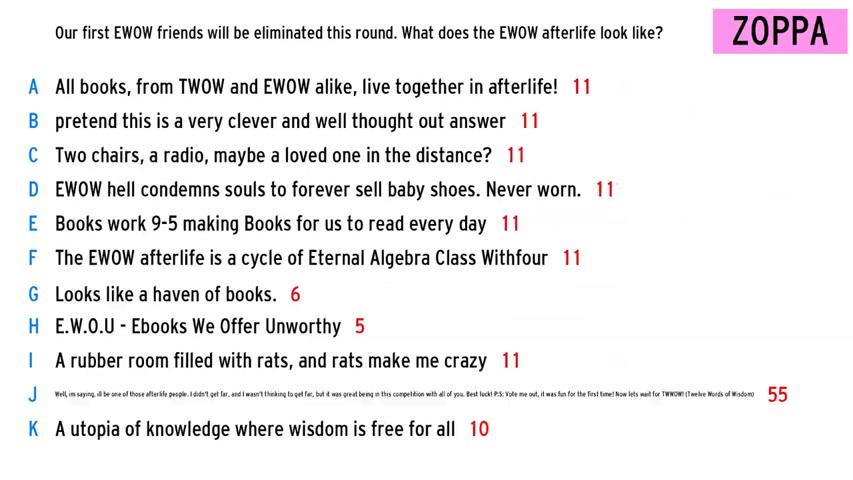 Our first EWOW friends will be eliminated this round. What does the EWOW afterlife look like?
ZOPPA
A All books, from TWOW and EWOW alike, live together in afterlife! 11
B pretend this is a very clever and well thought out answer 11
C Two chairs, a radio, maybe a loved one in the distance? 11
D EWOW hell condemns souls to forever sell baby shoes. Never worn. 11
E Books work 9-5 making Books for us to read every day 11
F The EWOW afterlife is a cycle of Eternal Algebra Class Withfour 11
G Looks like a haven of books. 6
H E.W.O.U - Ebooks We Offer Unworthy 5
I A rubber room filled with rats, and rats make me crazy 11
J Well, im saying, ill be one of those afterlife people. I didn't get far, and I wasn't thinking to get far, but it was great being in this competition with all of you. Best luck! P.S: Vote me out, it was fun for the first time! Now lets wait for TWWOW! (Twelve Words of Wisdom) 55
K A utopia of knowledge where wisdom is free for all 10